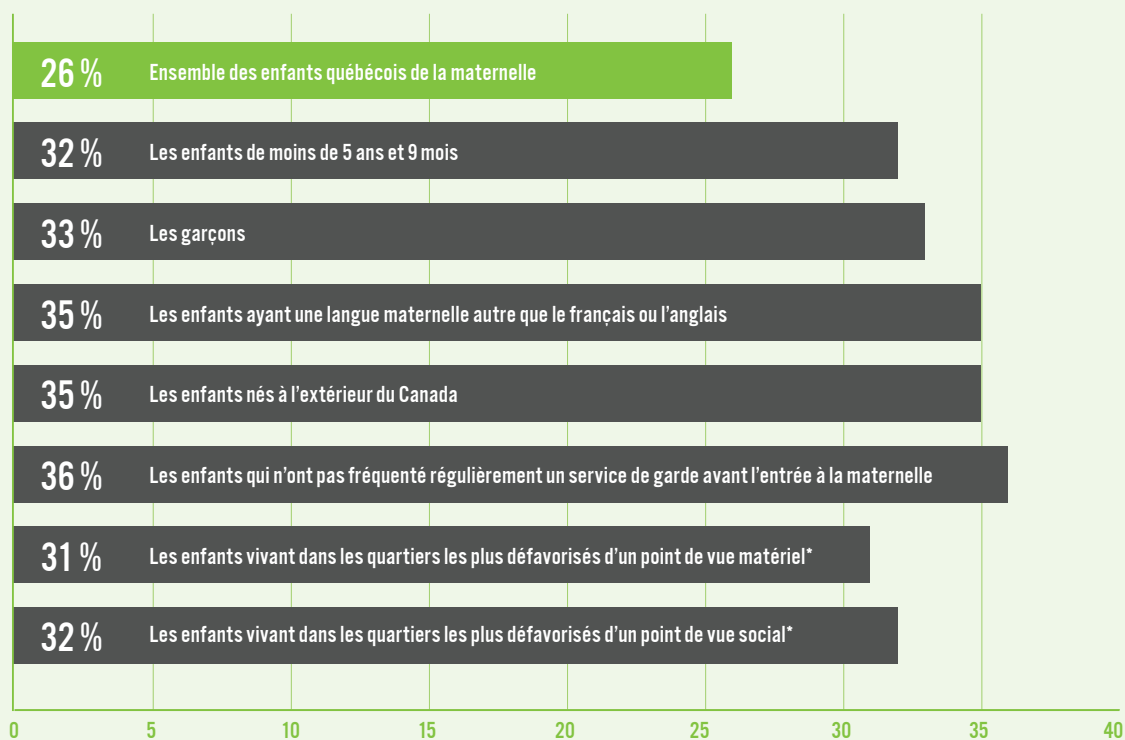 26 % Ensemble des enfants québécois de la maternelle
32 % Les enfants de moins de 5 ans et 9 mois
33 % Les garçons
35 % Les enfants ayant une langue maternelle autre que le français ou l’anglais
35 % Les enfants nés à l’extérieur du Canada
36 % Les enfants qui n’ont pas fréquenté régulièrement un service de garde avant l’entrée à la maternelle
31 % Les enfants vivant dans les quartiers les plus défavorisés d’un point de vue matériel*
32 % Les enfants vivant dans les quartiers les plus défavorisés d’un point de vue social*
0 5 10 15 20 25 30 35 40